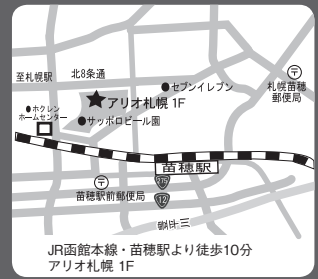 至札幌駅
北8条通
セブンイレブン
〒
札幌苗穂
郵便局
アリオ札幌 1F
ホクレン
ホームセンター
サッポロビール園
苗穂駅
〒
苗穂駅前郵便局
12
JR函館本線・苗穂駅より徒歩10分
アリオ札幌 1F